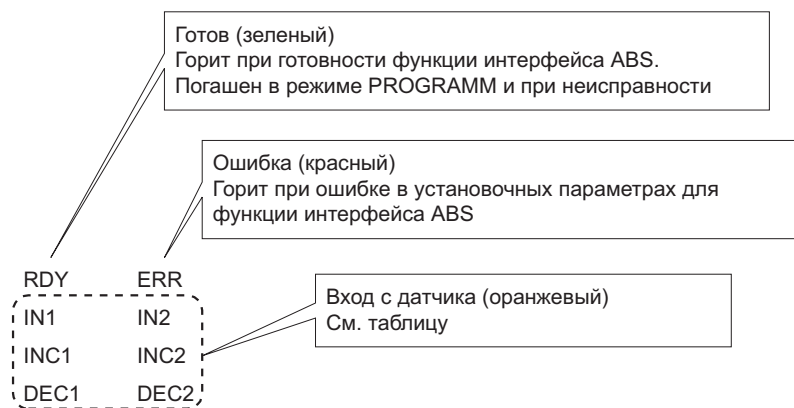 Готов (зеленый)
Горит при готовности функции интерфейса ABS.
Погашен в режиме PROGRAMM и при неисправности
Ошибка (красный)
Горит при ошибке в установочных параметрах для
функции интерфейса ABS
RDY ERR
Вход с датчика (оранжевый)
См. таблицу
IN1 IN2
INC1 INC2
DEC1 DEC2